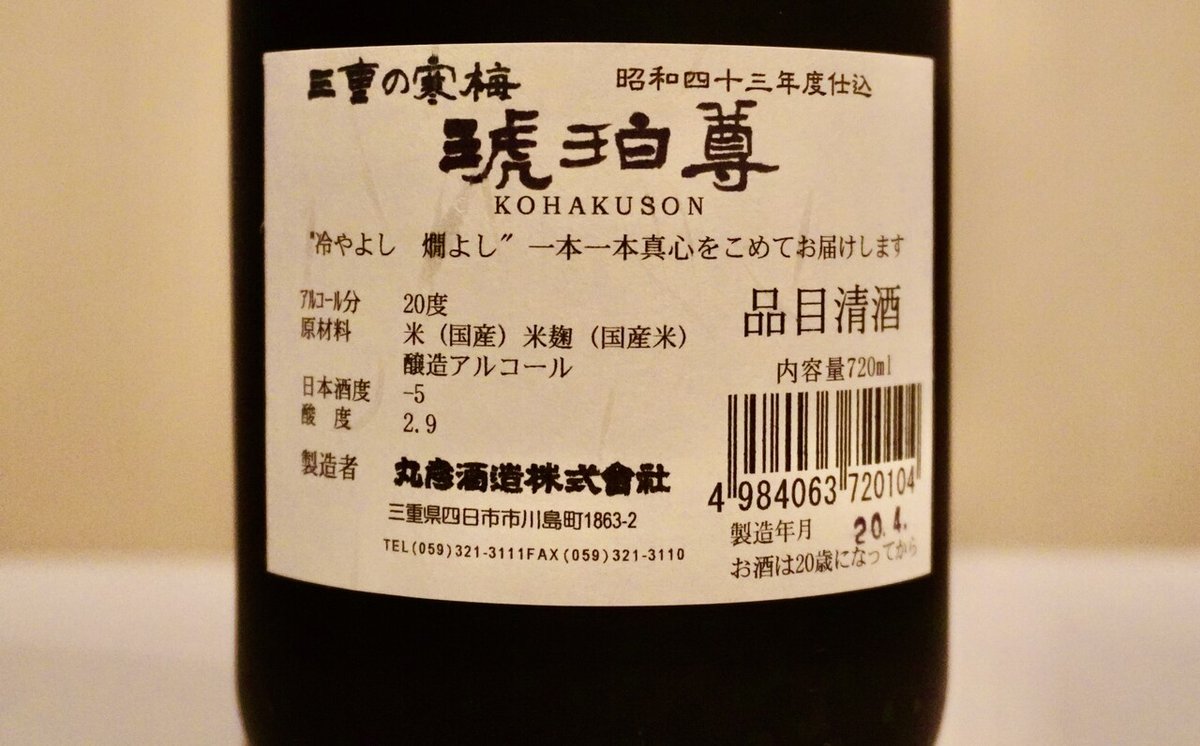 三重の寒梅 昭和四十三年度仕込
琥珀尊
KOHAKUSON
"冷やよし 燗よし" 一本一本真心をこめてお届けします
アルコール分 20度
原材料 米（国産）米麹（国産米）
醸造アルコール
日本酒度 -5
酸度 2.9
製造者 丸彦酒造株式會社
三重県四日市市川島町1863-2
TEL(059)321-3111FAX(059)321-3110
品目清酒
内容量720ml
4 984063 720104
製造年月 20.4.
お酒は20歳になってから